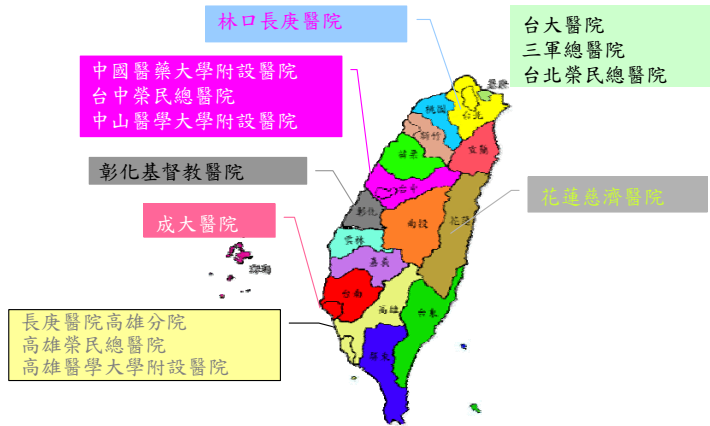 林口長庚醫院
台大醫院
三軍總醫院
台北榮民總醫院
中國醫藥大學附設醫院
台中榮民總醫院
中山醫學大學附設醫院
彰化基督教醫院
花蓮慈濟醫院
成大醫院
長庚醫院高雄分院
高雄榮民總醫院
高雄醫學大學附設醫院
基隆
桃園
台北
新竹
宜蘭
苗栗
台中
彰化
南投
花蓮
雲林
嘉義
台南
高雄
台東
屏東